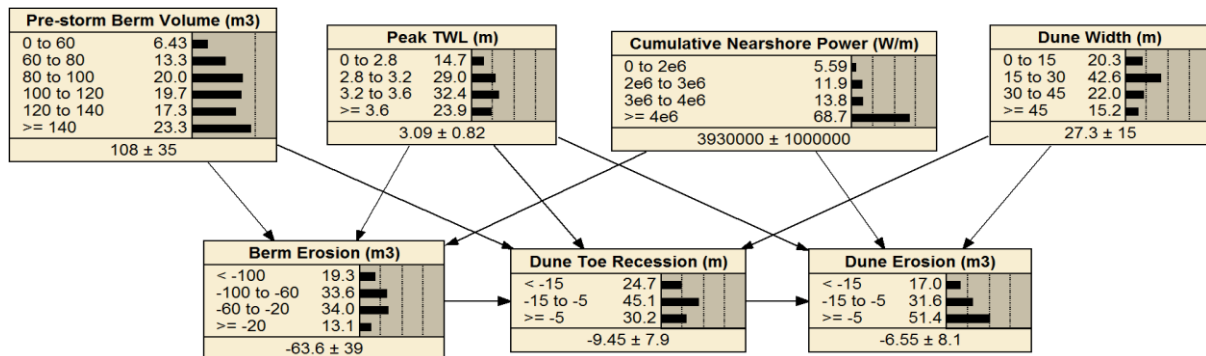 Pre-storm Berm Volume (m3)
0 to 60 6.43
60 to 80 13.3
80 to 100 20.0
100 to 120 19.7
120 to 140 17.3
>= 140 23.3
108 ± 35
Peak TWL (m)
0 to 2.8 14.7
2.8 to 3.2 29.0
3.2 to 3.6 32.4
>= 3.6 23.9
3.09 ± 0.82
Cumulative Nearshore Power (W/m)
0 to 2e6 5.59
2e6 to 3e6 11.9
3e6 to 4e6 13.8
>= 4e6 68.7
3930000 ± 1000000
Dune Width (m)
0 to 15 20.3
15 to 30 42.6
30 to 45 22.0
>= 45 15.2
27.3 ± 15
Berm Erosion (m3)
< -100 19.3
-100 to -60 33.6
-60 to -20 34.0
>= -20 13.1
-63.6 ± 39
Dune Toe Recession (m)
< -15 24.7
-15 to -5 45.1
>= -5 30.2
-9.45 ± 7.9
Dune Erosion (m3)
< -15 17.0
-15 to -5 31.6
>= -5 51.4
-6.55 ± 8.1